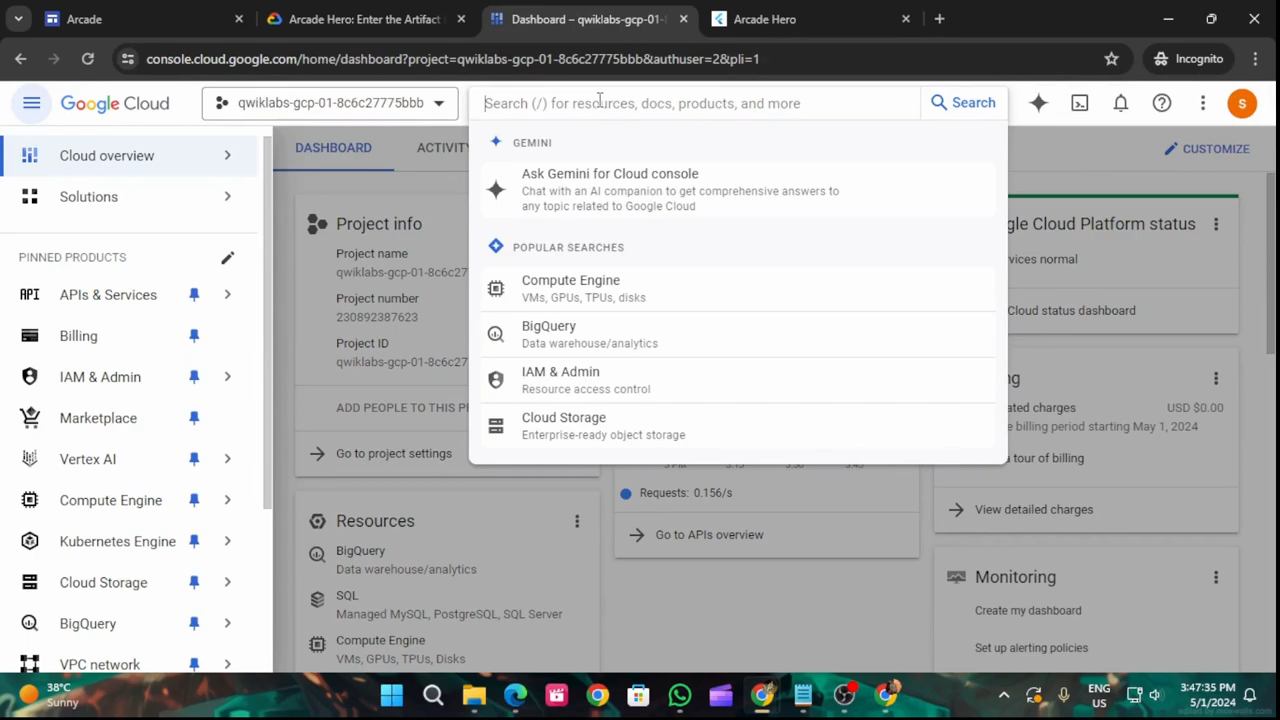 Arcade
Arcade Hero: Enter the Artifact
Dashboard – qwiklabs-gcp-01-
Arcade Hero
console.cloud.google.com/home/dashboard?project=qwiklabs-gcp-01-8c6c27775bbb&authuser=2&pli=1
Incognito
Google Cloud
qwiklabs-gcp-01-8c6c27775bbb
Search (/) for resources, docs, products, and more
Search
S
Cloud overview
Solutions
PINNED PRODUCTS
API APIs & Services
Billing
IAM & Admin
Marketplace
Vertex AI
Compute Engine
Kubernetes Engine
Cloud Storage
BigQuery
VPC network
DASHBOARD
ACTIVITY
CUSTOMIZE
GEMINI
Ask Gemini for Cloud console
Chat with an AI companion to get comprehensive answers to
any topic related to Google Cloud
POPULAR SEARCHES
Compute Engine
VMs, GPUs, TPUs, disks
BigQuery
Data warehouse/analytics
IAM & Admin
Resource access control
Cloud Storage
Enterprise-ready object storage
Project info
Project name
qwiklabs-gcp-01-8c6c27
Project number
230892387623
Project ID
qwiklabs-gcp-01-8c6c27
ADD PEOPLE TO THIS P
Go to project settings
Resources
BigQuery
Data warehouse/analytics
SQL
Managed MySQL, PostgreSQL, SQL Server
Compute Engine
VMs, GPUs, TPUs, Disks
Requests: 0.156/s
Go to APIs overview
gle Cloud Platform status
vices normal
Cloud status dashboard
ng
ated charges
USD $0.00
e billing period starting May 1, 2024
a tour of billing
View detailed charges
Monitoring
Create my dashboard
Set up alerting policies
38°C
Sunny
ENG
US
3:47:35 PM
5/1/2024